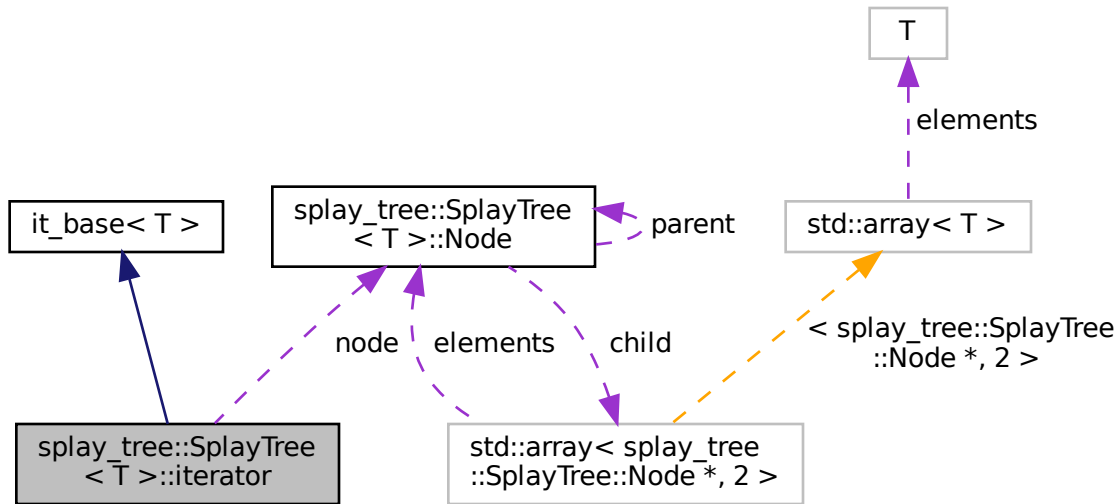 T
elements
it_base< T >
splay_tree::SplayTree
< T >::Node
parent
std::array< T >
node
elements
child
< splay_tree::SplayTree
::Node *, 2 >
splay_tree::SplayTree
< T >::iterator
std::array< splay_tree
::SplayTree::Node *, 2 >